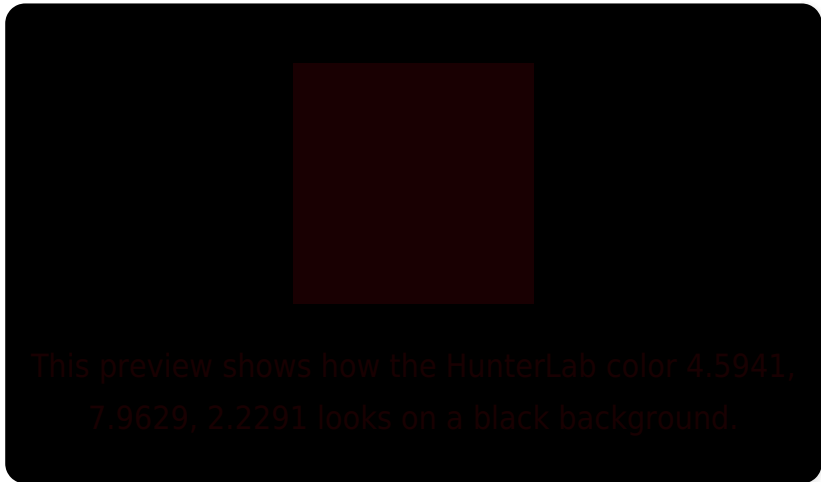 This preview shows how the HunterLab color 4.5941,
7.9629, 2.2291 looks on a black background.